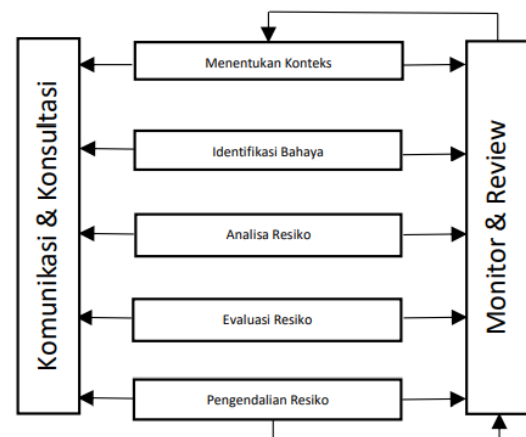 Komunikasi & Konsultasi
Menentukan Konteks
Identifikasi Bahaya
Analisa Resiko
Evaluasi Resiko
Pengendalian Resiko
Monitor & Review